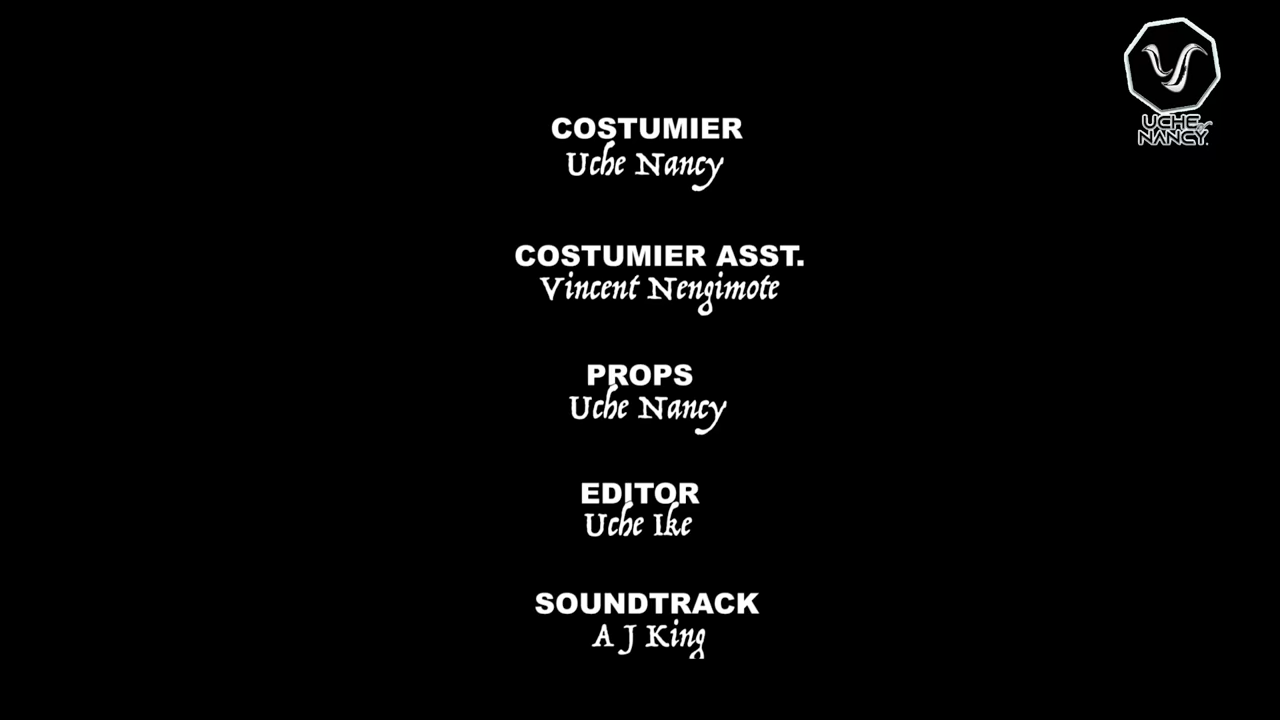 UCHE
NANCY.
COSTUMIER
Uche Nancy
COSTUMIER ASST.
Vincent Nengimote
PROPS
Uche Nancy
EDITOR
Uche Ike
SOUNDTRACK
A J King